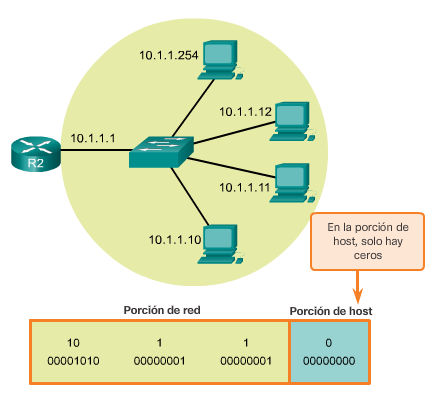 10.1.1.254
10.1.1.12
10.1.1.1
R2
10.1.1.11
10.1.1.10
En la porción de
host, solo hay
ceros
Porción de red
Porción de host
10 1 1 0
00001010 00000001 00000001 00000000